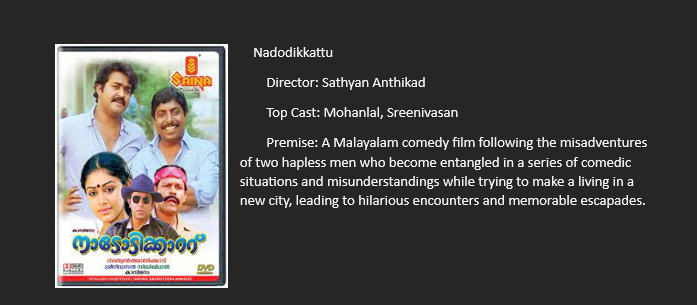 Nadodikkattu
Director: Sathyan Anthikad
Top Cast: Mohanlal, Sreenivasan
Premise: A Malayalam comedy film following the misadventures
of two hapless men who become entangled in a series of comedic
situations and misunderstandings while trying to make a living in a
new city, leading to hilarious encounters and memorable escapades.
SAINA
നാടോടിക്കാറ്റ്
DVD